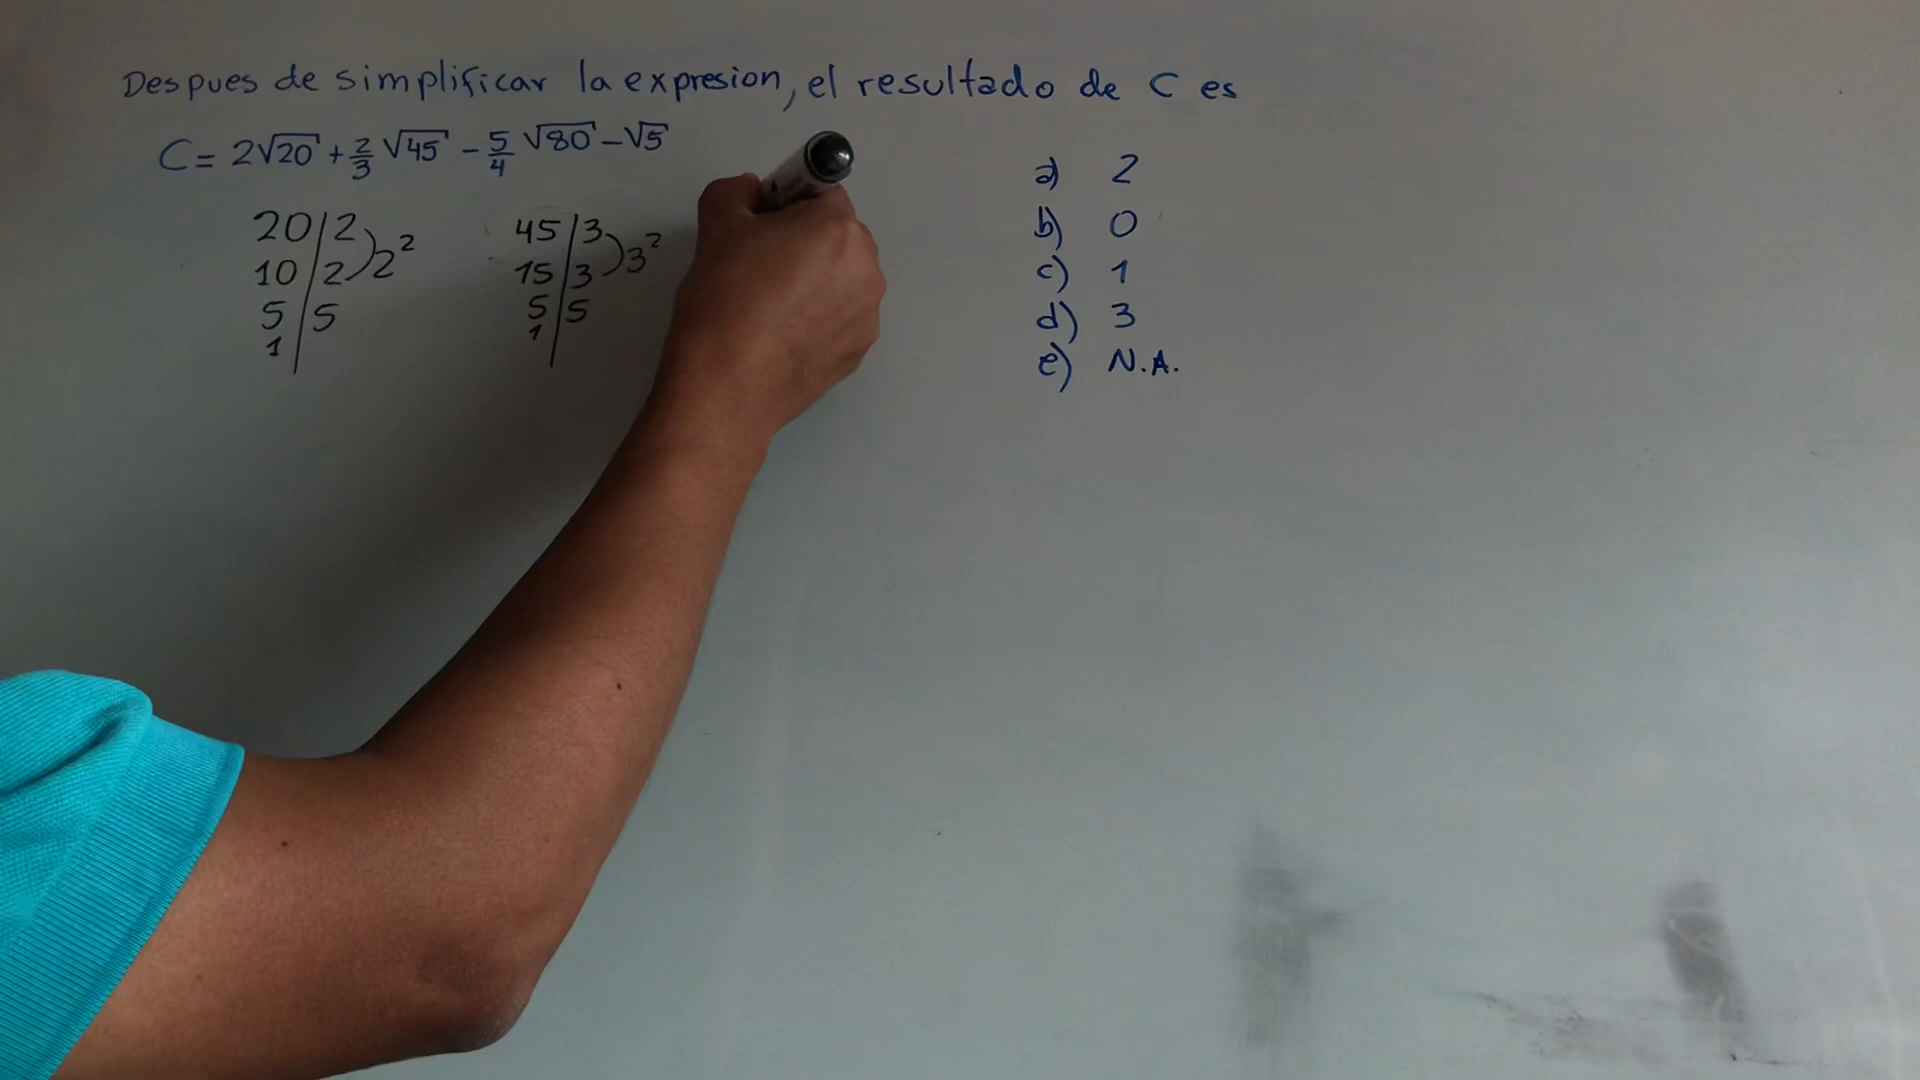 Despues de simplificar la expresion, el resultado de C es
C = 2√20 + 2/3 √45 - 5/4 √80 - √5
a) 2
b) 0
c) 1
d) 3
e) N.A.
20 | 2
10 | 2 ) 2²
5 | 5
1
45 | 3
15 | 3 ) 3²
5 | 5
1